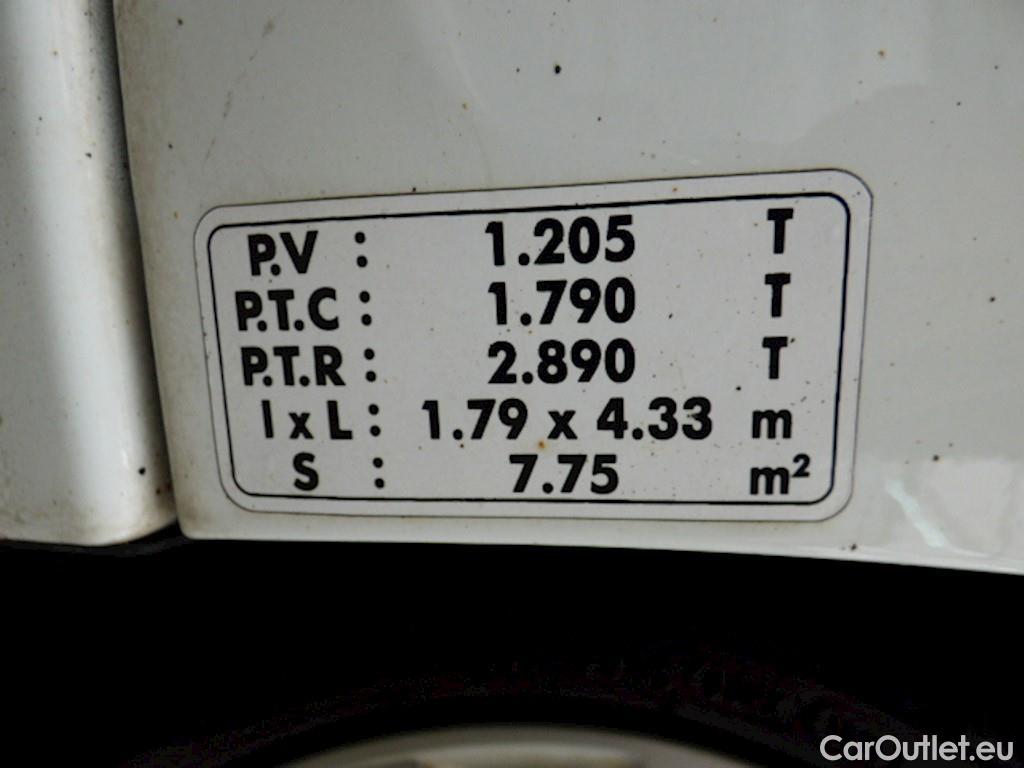 P.V : 1.205 T
P.T.C : 1.790 T
P.T.R : 2.890 T
l x L : 1.79 x 4.33 m
S : 7.75 m²
CarOutlet.eu